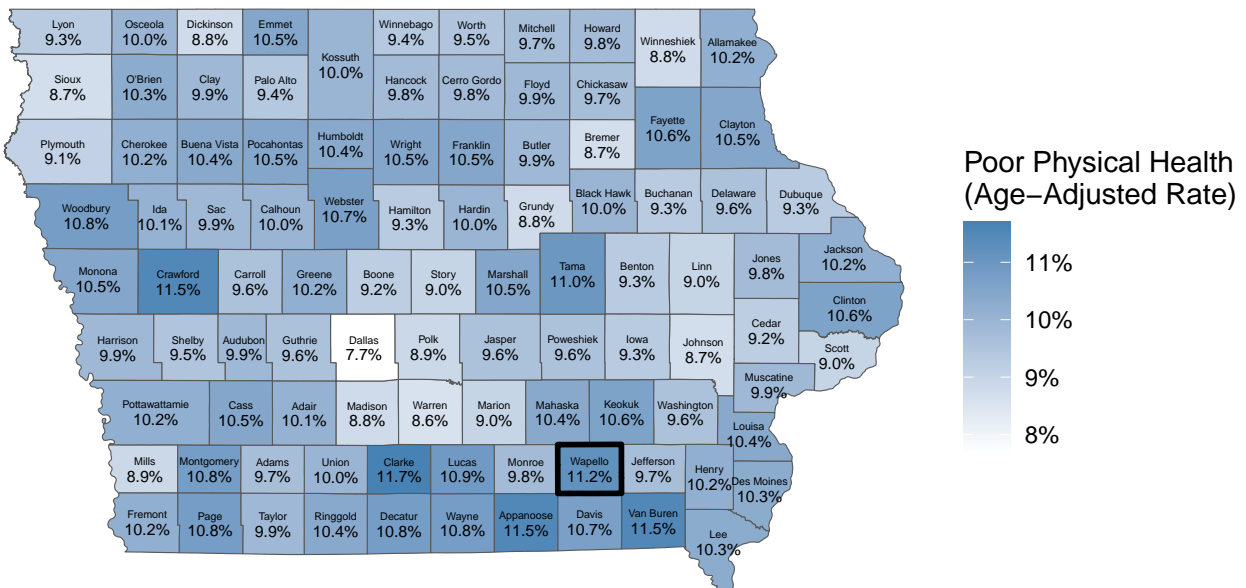 Lyon
9.3%
Osceola
10.0%
Dickinson
8.8%
Emmet
10.5%
Kossuth
10.0%
Winnebago
9.4%
Worth
9.5%
Mitchell
9.7%
Howard
9.8%
Winneshiek
8.8%
Allamakee
10.2%
Sioux
8.7%
O'Brien
10.3%
Clay
9.9%
Palo Alto
9.4%
Hancock
9.8%
Cerro Gordo
9.8%
Floyd
9.9%
Chickasaw
9.7%
Fayette
10.6%
Clayton
10.5%
Plymouth
9.1%
Cherokee
10.2%
Buena Vista
10.4%
Pocahontas
10.5%
Humboldt
10.4%
Wright
10.5%
Franklin
10.5%
Butler
9.9%
Bremer
8.7%
Woodbury
10.8%
Ida
10.1%
Sac
9.9%
Calhoun
10.0%
Webster
10.7%
Hamilton
9.3%
Hardin
10.0%
Grundy
8.8%
Black Hawk
10.0%
Buchanan
9.3%
Delaware
9.6%
Dubuque
9.3%
Monona
10.5%
Crawford
11.5%
Carroll
9.6%
Greene
10.2%
Boone
9.2%
Story
9.0%
Marshall
10.5%
Tama
11.0%
Benton
9.3%
Linn
9.0%
Jones
9.8%
Jackson
10.2%
Clinton
10.6%
Harrison
9.9%
Shelby
9.5%
Audubon
9.9%
Guthrie
9.6%
Dallas
7.7%
Polk
8.9%
Jasper
9.6%
Poweshiek
9.6%
Iowa
9.3%
Johnson
8.7%
Cedar
9.2%
Scott
9.0%
Muscatine
9.9%
Pottawattamie
10.2%
Cass
10.5%
Adair
10.1%
Madison
8.8%
Warren
8.6%
Marion
9.0%
Mahaska
10.4%
Keokuk
10.6%
Washington
9.6%
Louisa
10.4%
Mills
8.9%
Montgomery
10.8%
Adams
9.7%
Union
10.0%
Clarke
11.7%
Lucas
10.9%
Monroe
9.8%
Wapello
11.2%
Jefferson
9.7%
Henry
10.2%
Des Moines
10.3%
Fremont
10.2%
Page
10.8%
Taylor
9.9%
Ringgold
10.4%
Decatur
10.8%
Wayne
10.8%
Appanoose
11.5%
Davis
10.7%
Van Buren
11.5%
Lee
10.3%
Poor Physical Health
(Age−Adjusted Rate)
11%
10%
9%
8%